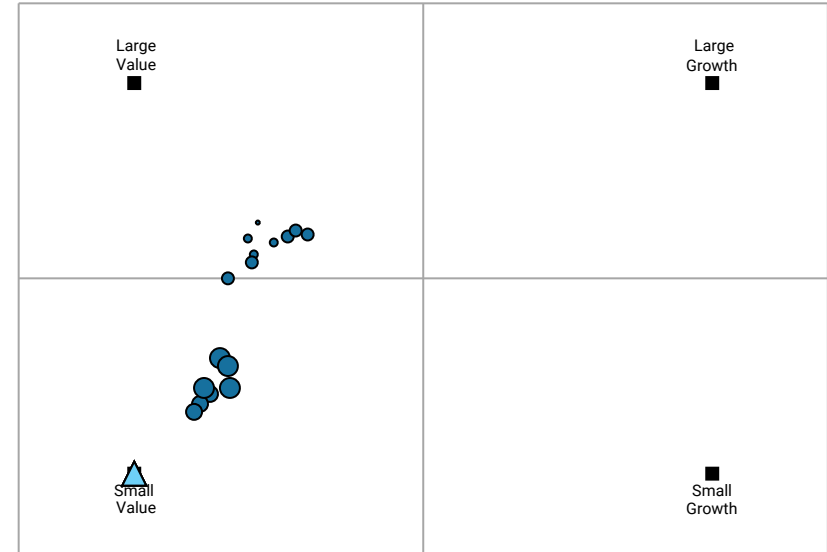 Large
Value
Large
Growth
Small
Value
Small
Growth